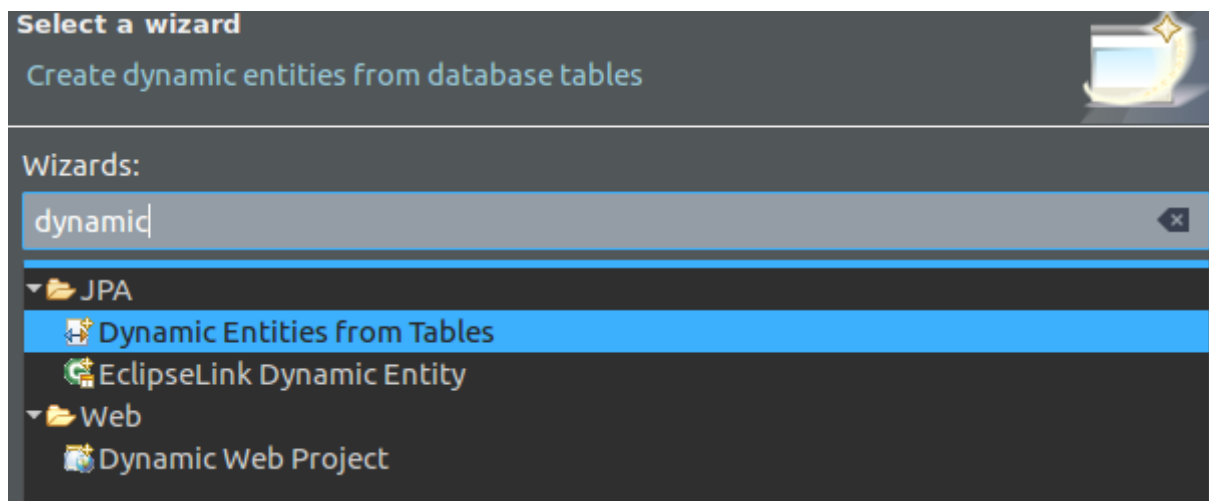 Select a wizard
Create dynamic entities from database tables
Wizards:
dynamic
JPA
Dynamic Entities from Tables
EclipseLink Dynamic Entity
Web
Dynamic Web Project